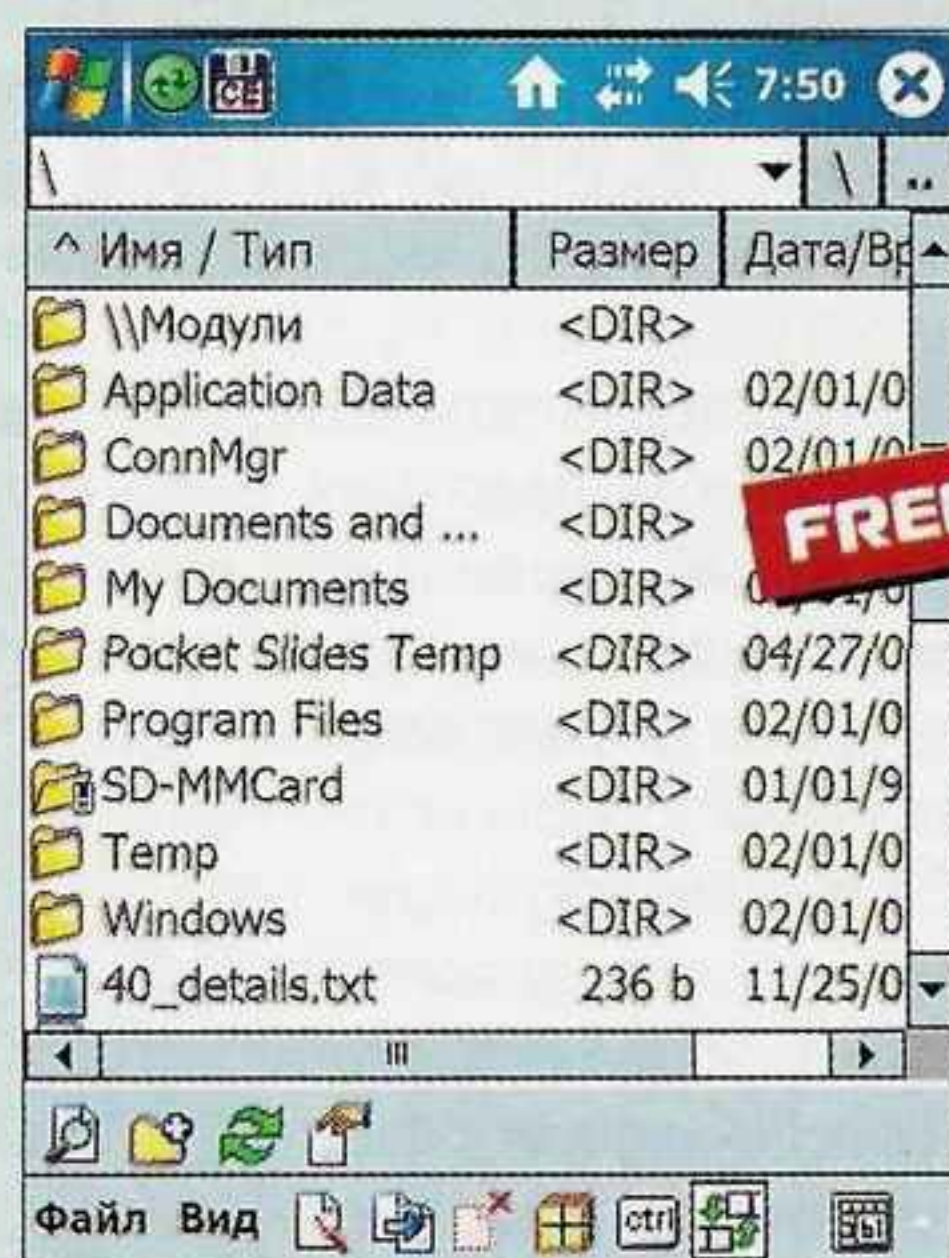 CE 7:50
\ \ ..
^ Имя / Тип Размер Дата/Вр
\\Модули <DIR>
Application Data <DIR> 02/01/0
ConnMgr <DIR> 02/01/0
Documents and ... <DIR>
FREE
My Documents <DIR>
Pocket Slides Temp <DIR> 04/27/0
Program Files <DIR> 02/01/0
SD-MMCard <DIR> 01/01/9
Temp <DIR> 02/01/0
Windows <DIR> 02/01/0
40_details.txt 236 b 11/25/0
Файл Вид ctrl